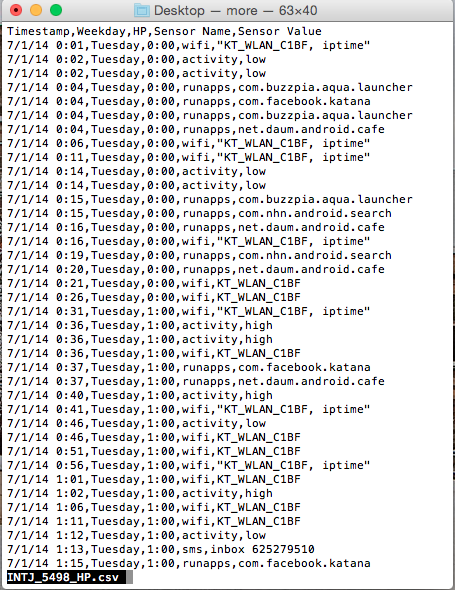 Desktop — more — 63×40
Timestamp,Weekday,HP,Sensor Name,Sensor Value
7/1/14 0:01,Tuesday,0:00,wifi,"KT_WLAN_C1BF, iptime"
7/1/14 0:02,Tuesday,0:00,activity,low
7/1/14 0:02,Tuesday,0:00,activity,low
7/1/14 0:04,Tuesday,0:00,runapps,com.buzzpia.aqua.launcher
7/1/14 0:04,Tuesday,0:00,runapps,com.facebook.katana
7/1/14 0:04,Tuesday,0:00,runapps,com.buzzpia.aqua.launcher
7/1/14 0:04,Tuesday,0:00,runapps,net.daum.android.cafe
7/1/14 0:06,Tuesday,0:00,wifi,"KT_WLAN_C1BF, iptime"
7/1/14 0:11,Tuesday,0:00,wifi,"KT_WLAN_C1BF, iptime"
7/1/14 0:14,Tuesday,0:00,activity,low
7/1/14 0:14,Tuesday,0:00,activity,low
7/1/14 0:15,Tuesday,0:00,runapps,com.buzzpia.aqua.launcher
7/1/14 0:15,Tuesday,0:00,runapps,com.nhn.android.search
7/1/14 0:16,Tuesday,0:00,runapps,net.daum.android.cafe
7/1/14 0:16,Tuesday,0:00,wifi,"KT_WLAN_C1BF, iptime"
7/1/14 0:19,Tuesday,0:00,runapps,com.nhn.android.search
7/1/14 0:20,Tuesday,0:00,runapps,net.daum.android.cafe
7/1/14 0:21,Tuesday,0:00,wifi,KT_WLAN_C1BF
7/1/14 0:26,Tuesday,0:00,wifi,KT_WLAN_C1BF
7/1/14 0:31,Tuesday,1:00,wifi,"KT_WLAN_C1BF, iptime"
7/1/14 0:36,Tuesday,1:00,activity,high
7/1/14 0:36,Tuesday,1:00,activity,high
7/1/14 0:36,Tuesday,1:00,wifi,KT_WLAN_C1BF
7/1/14 0:37,Tuesday,1:00,runapps,com.facebook.katana
7/1/14 0:37,Tuesday,1:00,runapps,net.daum.android.cafe
7/1/14 0:40,Tuesday,1:00,activity,high
7/1/14 0:41,Tuesday,1:00,wifi,"KT_WLAN_C1BF, iptime"
7/1/14 0:46,Tuesday,1:00,activity,low
7/1/14 0:46,Tuesday,1:00,wifi,KT_WLAN_C1BF
7/1/14 0:51,Tuesday,1:00,wifi,KT_WLAN_C1BF
7/1/14 0:56,Tuesday,1:00,wifi,"KT_WLAN_C1BF, iptime"
7/1/14 1:01,Tuesday,1:00,wifi,KT_WLAN_C1BF
7/1/14 1:02,Tuesday,1:00,activity,high
7/1/14 1:06,Tuesday,1:00,wifi,KT_WLAN_C1BF
7/1/14 1:11,Tuesday,1:00,wifi,KT_WLAN_C1BF
7/1/14 1:12,Tuesday,1:00,activity,low
7/1/14 1:13,Tuesday,1:00,sms,inbox 625279510
7/1/14 1:15,Tuesday,1:00,runapps,com.facebook.katana
INTJ_5498_HP.csv